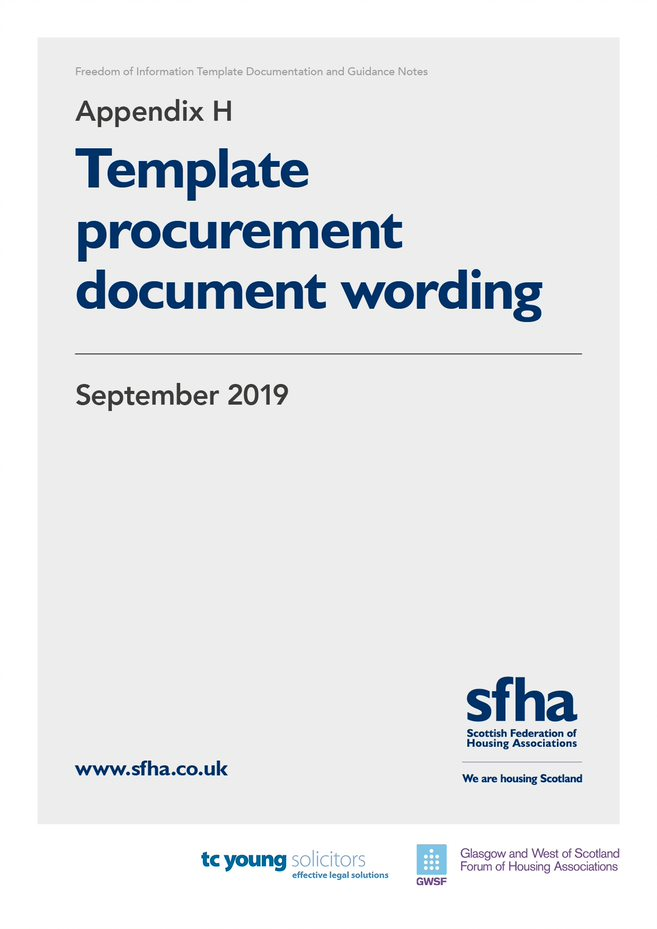 Freedom of Information Template Documentation and Guidance Notes
Appendix H
Template
procurement
document wording
September 2019
sfha
Scottish Federation of
Housing Associations
www.sfha.co.uk
We are housing Scotland
tc young solicitors
effective legal solutions
GWSF
Glasgow and West of Scotland
Forum of Housing Associations